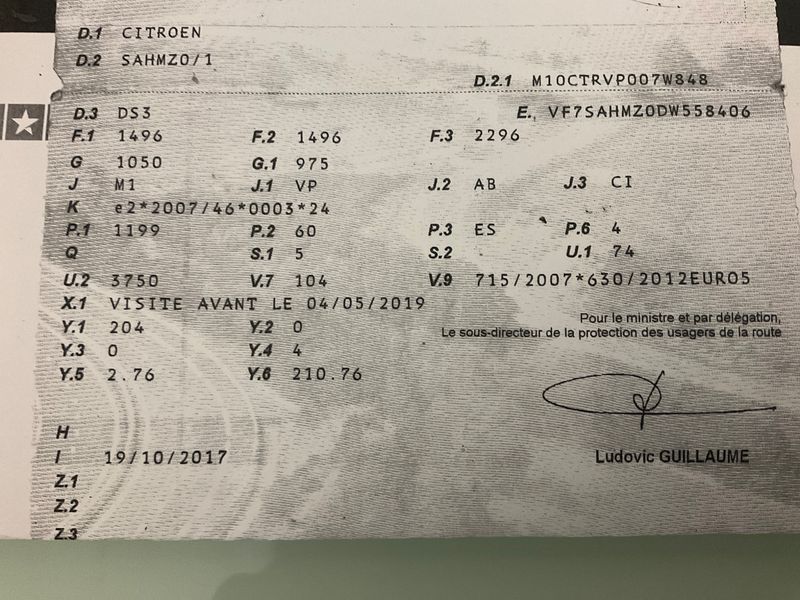 D.1 CITROEN
D.2 SAHMZ0/1
D.2.1 M10CTRVP007W848
D.3 DS3 E. VF7SAHMZ0DW558406
F.1 1496 F.2 1496 F.3 2296
G 1050 G.1 975
J M1 J.1 VP J.2 AB J.3 CI
K e2*2007/46*0003*24
P.1 1199 P.2 60 P.3 ES P.6 4
Q S.1 5 S.2 U.1 74
U.2 3750 V.7 104 V.9 715/2007*630/2012EURO5
X.1 VISITE AVANT LE 04/05/2019
Pour le ministre et par délégation,
Y.1 204 Y.2 0 Le sous-directeur de la protection des usagers de la route
Y.3 0 Y.4 4
Y.5 2.76 Y.6 210.76
H
I 19/10/2017 Ludovic GUILLAUME
Z.1
Z.2
Z.3